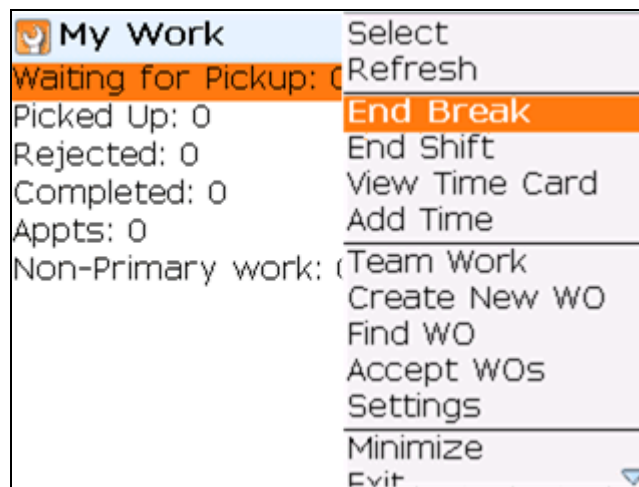 My Work
Waiting for Pickup: 0
Picked Up: 0
Rejected: 0
Completed: 0
Appts: 0
Non-Primary work:
Select
Refresh
End Break
End Shift
View Time Card
Add Time
Team Work
Create New WO
Find WO
Accept WOs
Settings
Minimize
Exit